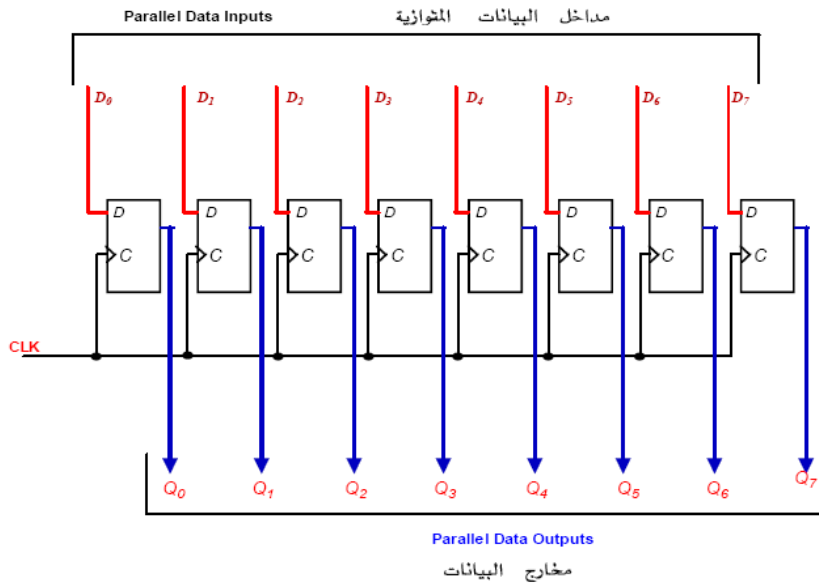 Parallel Data Inputs مداخل البيانات المتوازية
D0 D1 D2 D3 D4 D5 D6 D7
D D D D D D D D
C C C C C C C C
CLK
Q0 Q1 Q2 Q3 Q4 Q5 Q6 Q7
Parallel Data Outputs
مخارج البيانات